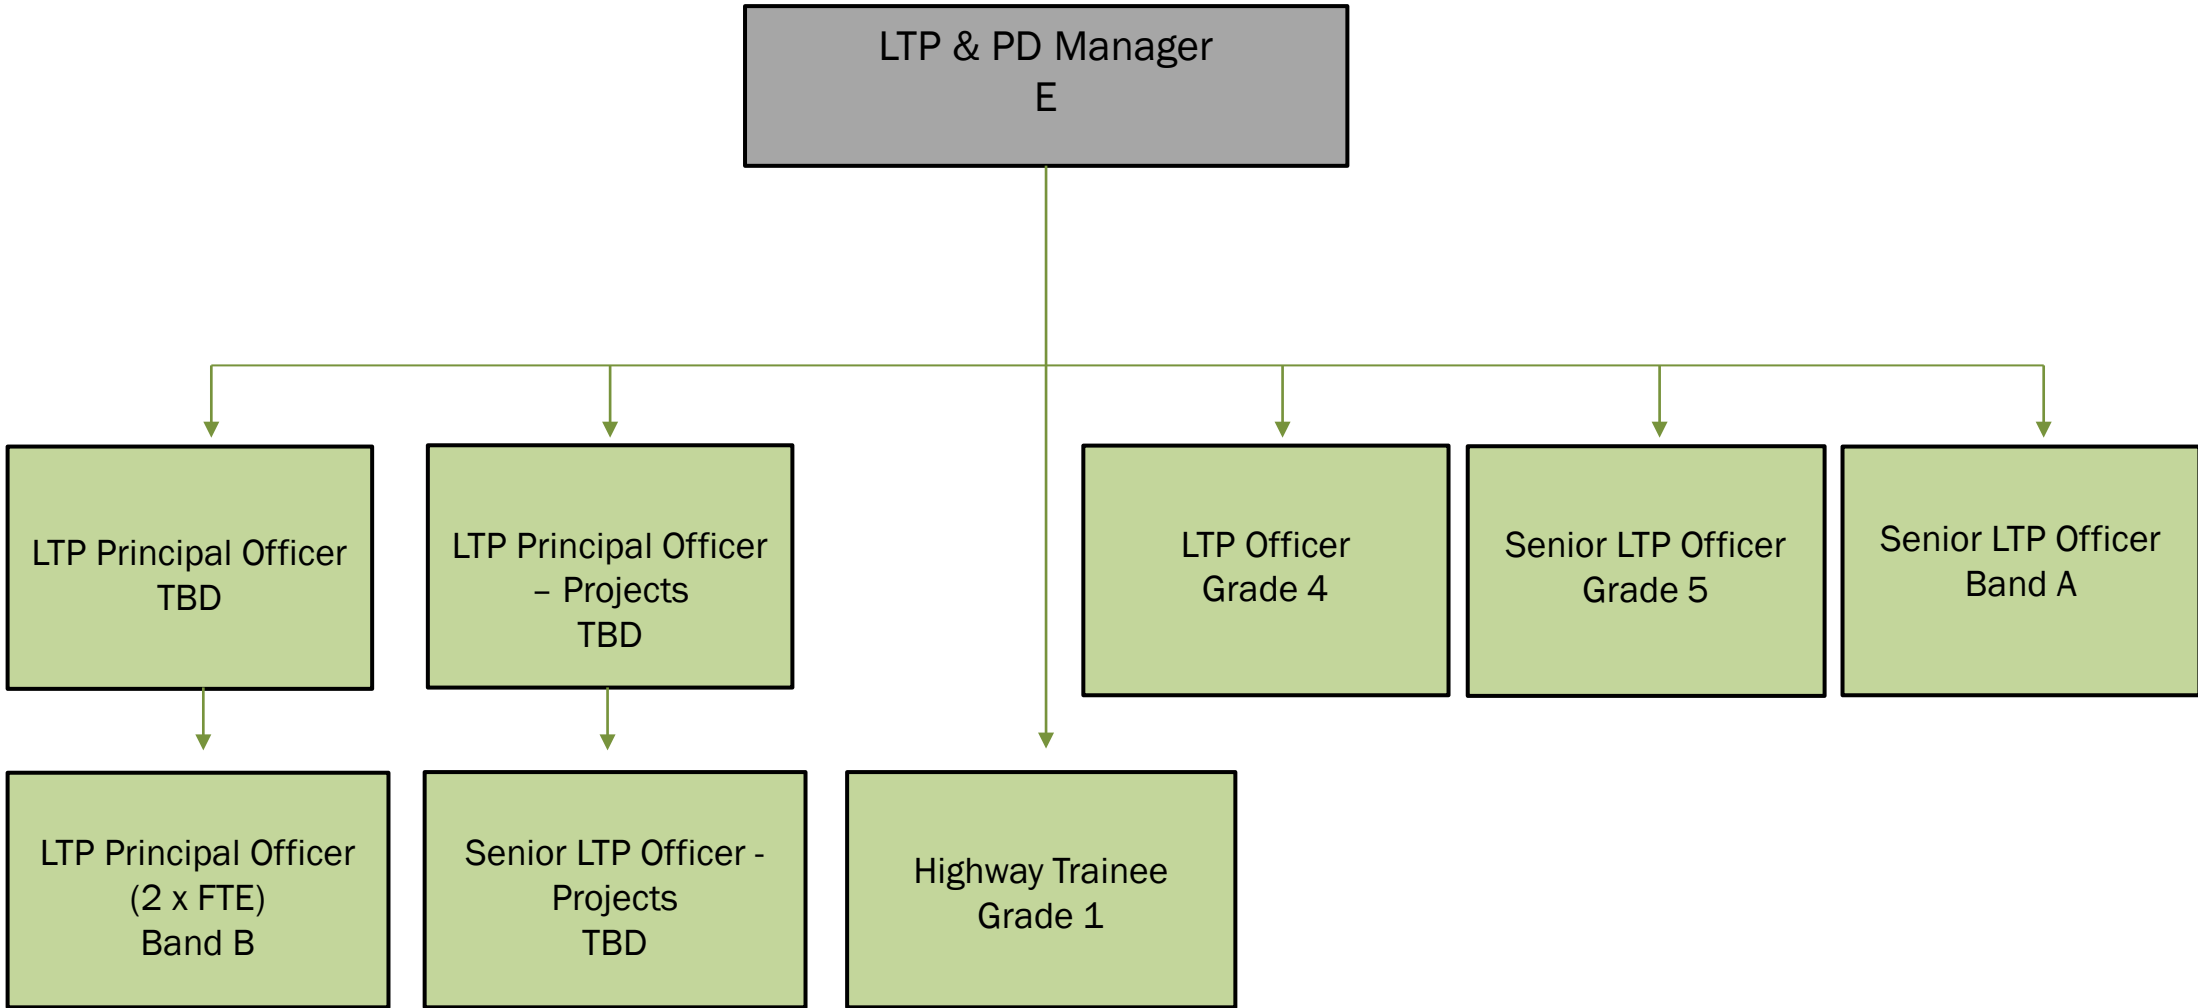 LTP & PD Manager
E
LTP Principal Officer
TBD
LTP Principal Officer
– Projects
TBD
LTP Officer
Grade 4
Senior LTP Officer
Grade 5
Senior LTP Officer
Band A
LTP Principal Officer
(2 x FTE)
Band B
Senior LTP Officer -
Projects
TBD
Highway Trainee
Grade 1